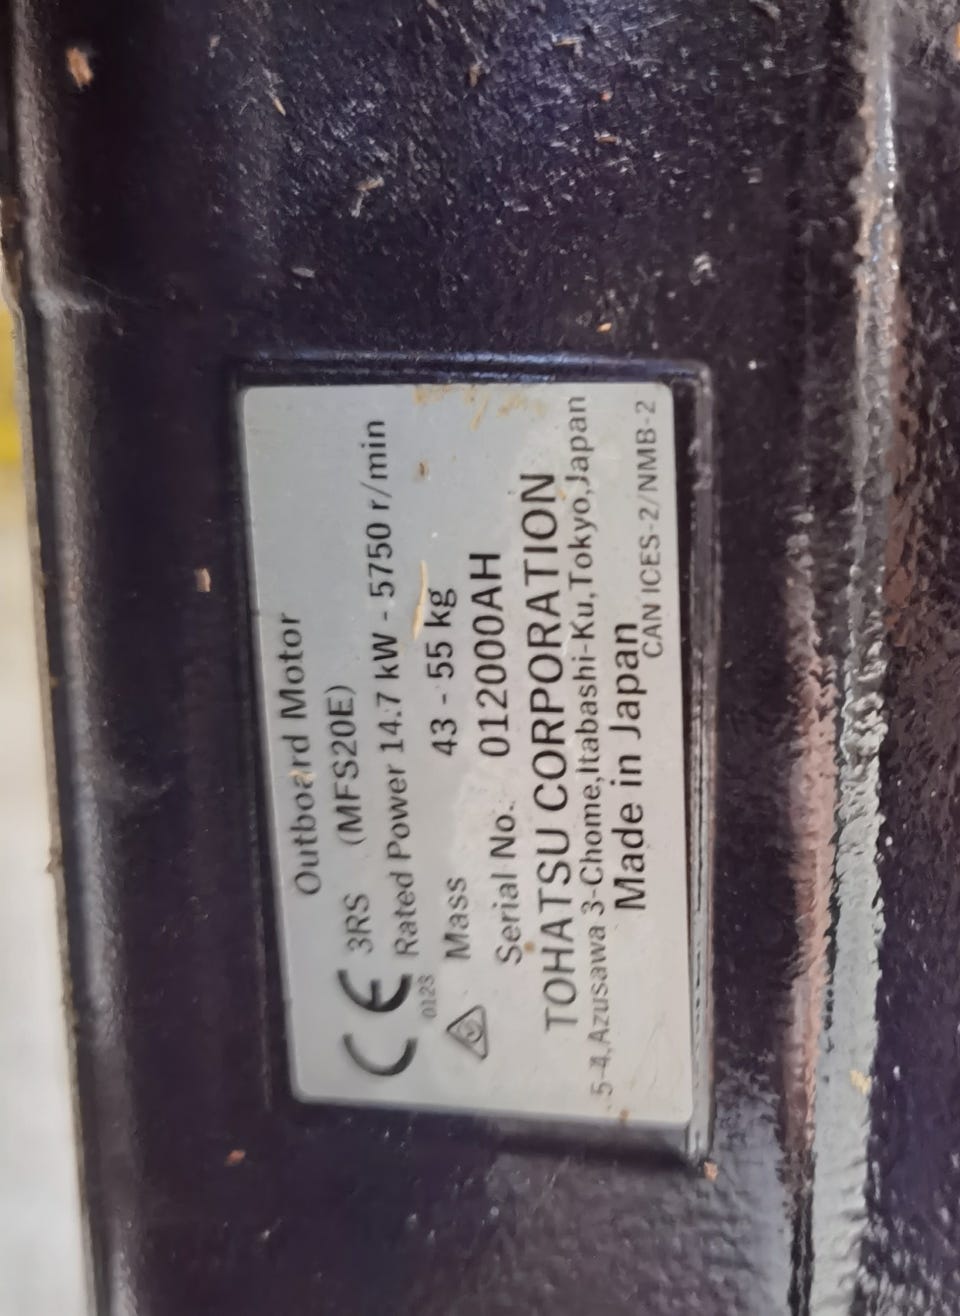 Outboard Motor
CE 3RS (MFS20E)
Rated Power 14.7 kW - 5750 r/min
0123
Mass 43 - 55 kg
Serial No. 012000AH
TOHATSU CORPORATION
5-4,Azusawa 3-Chome,Itabashi-Ku,Tokyo,Japan
Made in Japan
CAN ICES-2/NMB-2